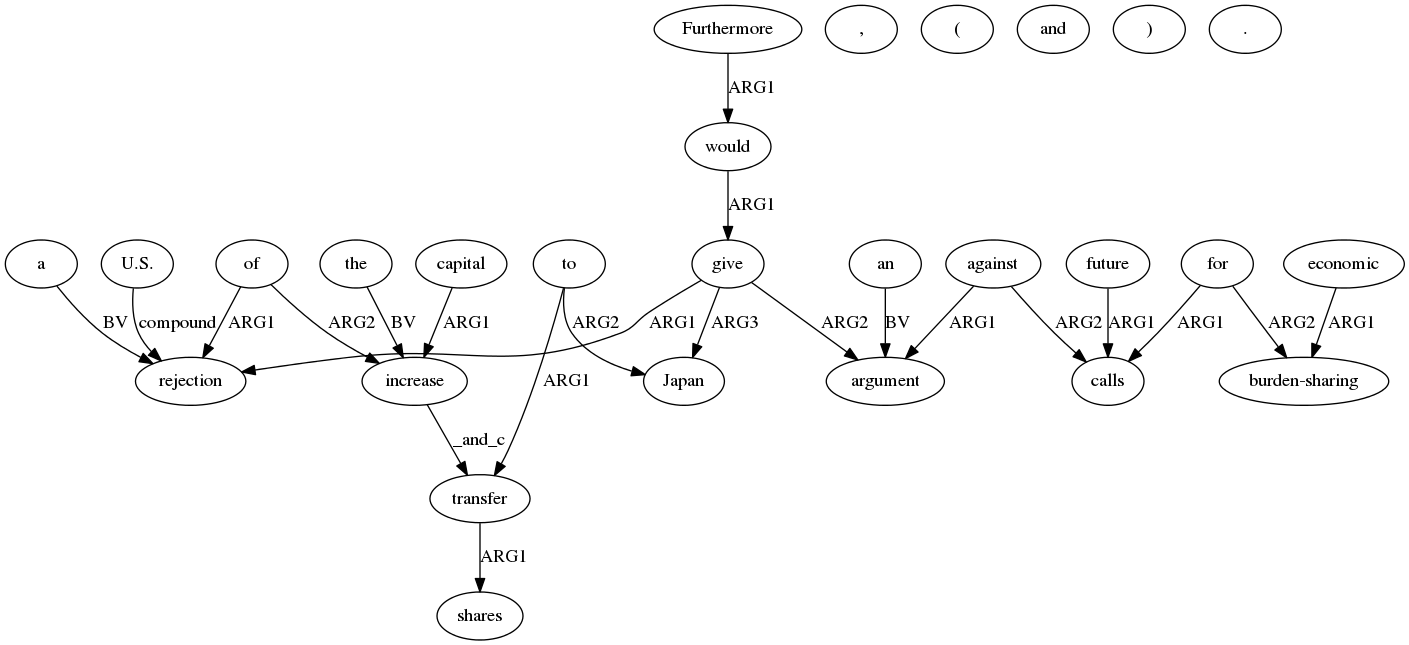 Furthermore , ( and ) .
ARG1
would
ARG1
a U.S. of the capital to give an against future for economic
BV compound ARG1 ARG2 BV ARG1 ARG2 ARG1 ARG3 ARG2 BV ARG1 ARG2 ARG1 ARG1 ARG2 ARG1
rejection increase ARG1 Japan argument calls burden-sharing
_and_c
transfer
ARG1
shares